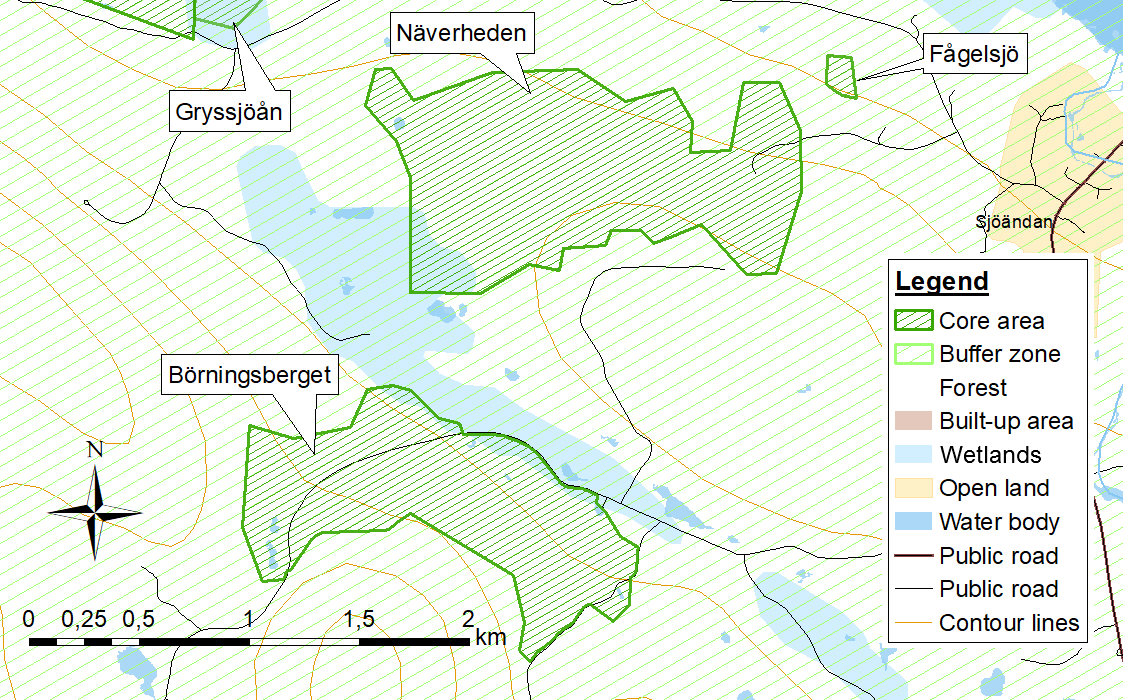 Näverheden
Fågelsjö
Gryssjöån
Sjöändan
Legend
Core area
Buffer zone
Forest
Built-up area
Wetlands
Open land
Water body
Public road
Public road
Contour lines
Börningsberget
N
0 0,25 0,5 1 1,5 2
km